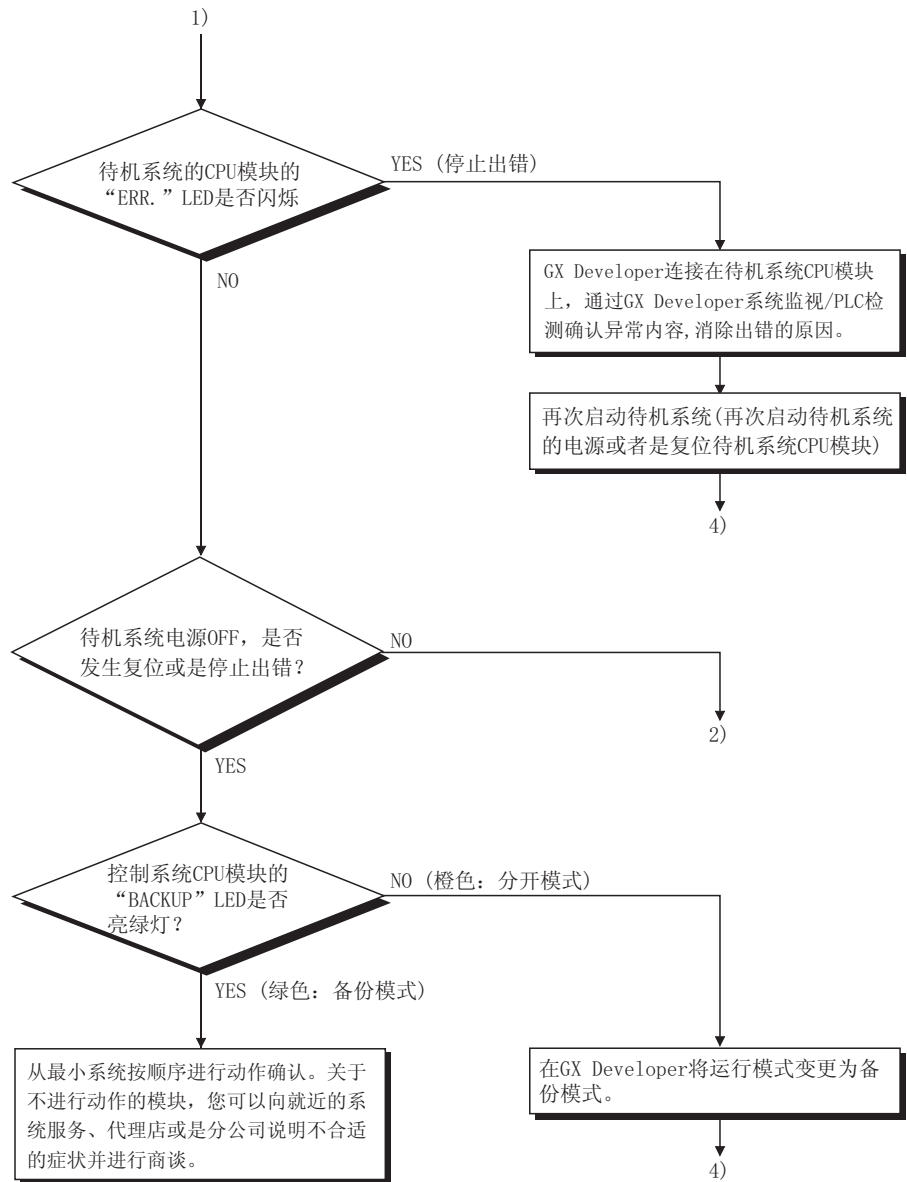 1)
待机系统的CPU模块的
“ERR.”LED是否闪烁
YES (停止出错)
NO
GX Developer连接在待机系统CPU模块
上，通过GX Developer系统监视/PLC检
测确认异常内容,消除出错的原因。
再次启动待机系统(再次启动待机系统
的电源或者是复位待机系统CPU模块)
4)
待机系统电源OFF，是否
发生复位或是停止出错？
NO
2)
YES
控制系统CPU模块的
“BACKUP”LED是否
亮绿灯？
NO (橙色：分开模式)
YES (绿色：备份模式)
从最小系统按顺序进行动作确认。关于
不进行动作的模块，您可以向就近的系
统服务、代理店或是分公司说明不合适
的症状并进行商谈。
在GX Developer将运行模式变更为备
份模式。
4)